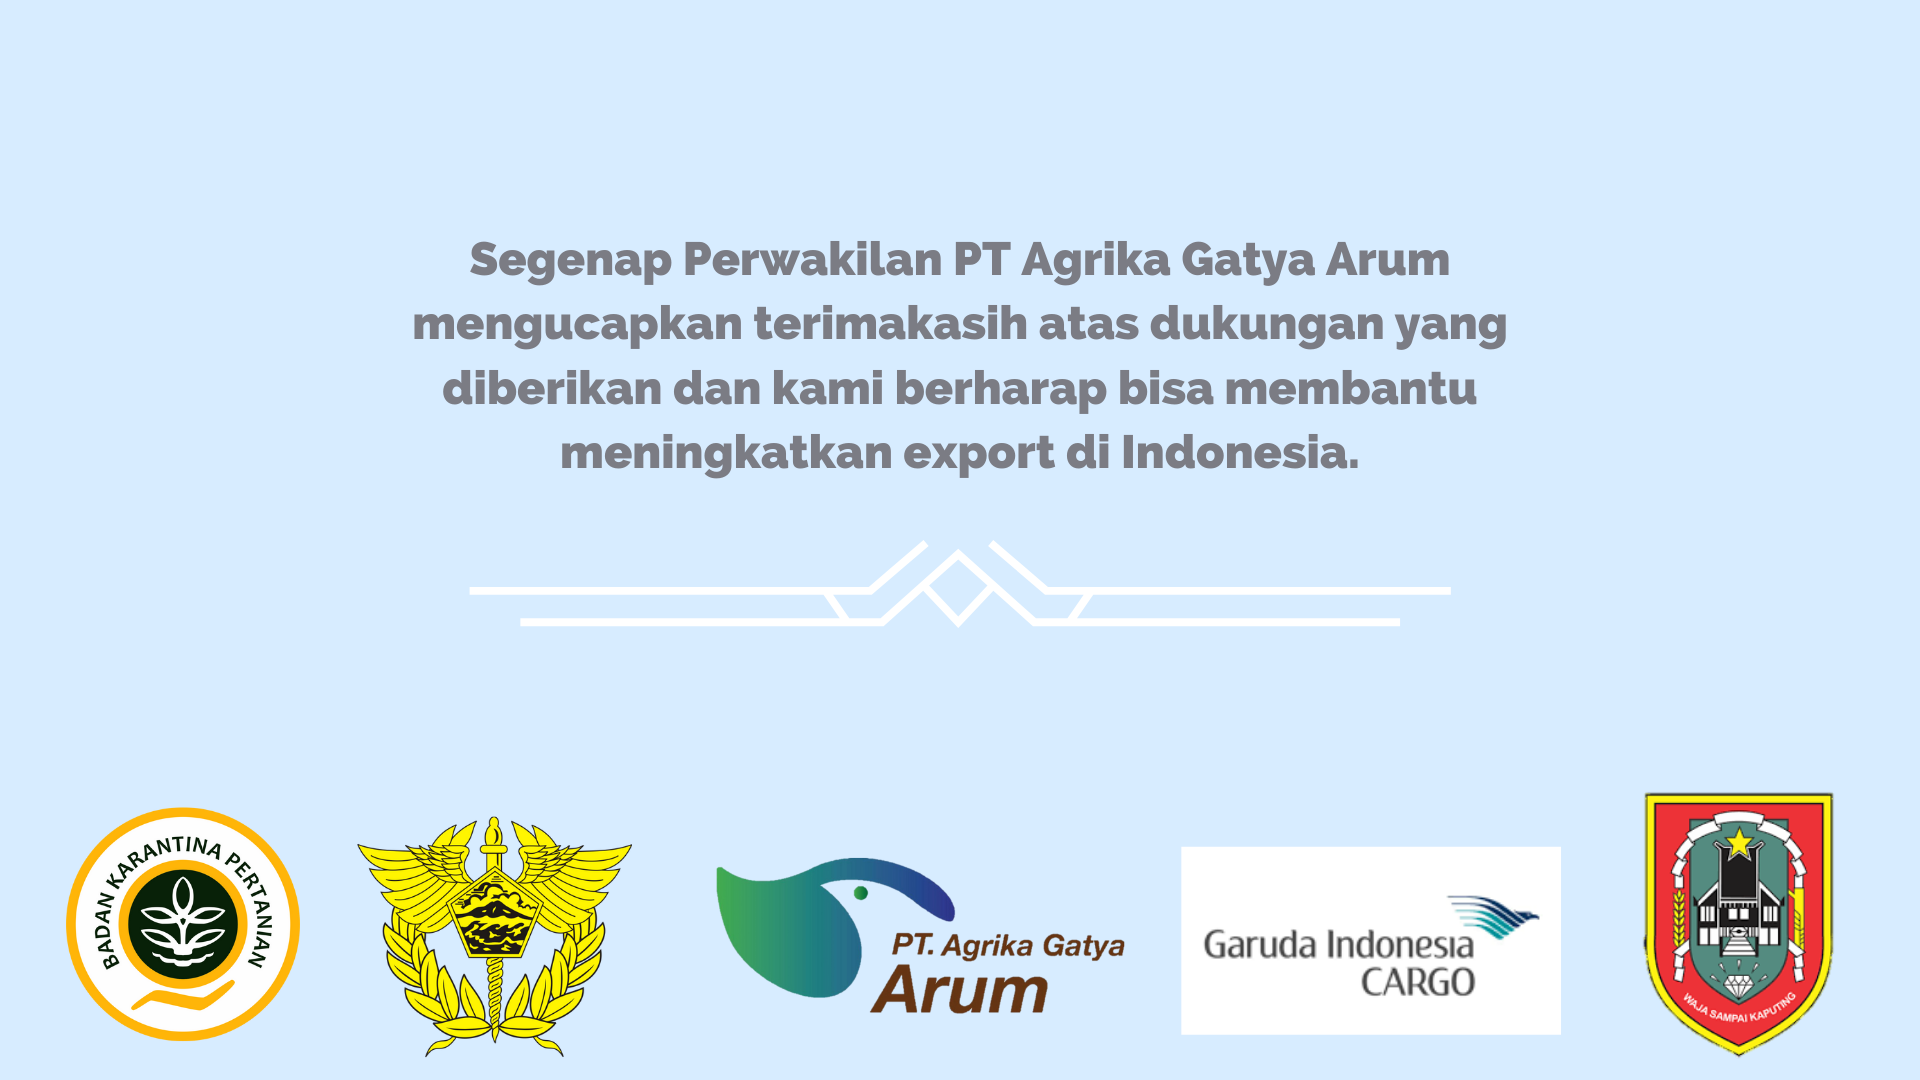 Segenap Perwakilan PT Agrika Gatya Arum
mengucapkan terimakasih atas dukungan yang
diberikan dan kami berharap bisa membantu
meningkatkan export di Indonesia.
BADAN KARANTINA PERTANIAN
PT. Agrika Gatya
Arum
Garuda Indonesia
CARGO
WAJA SAMPAI KAPUTING